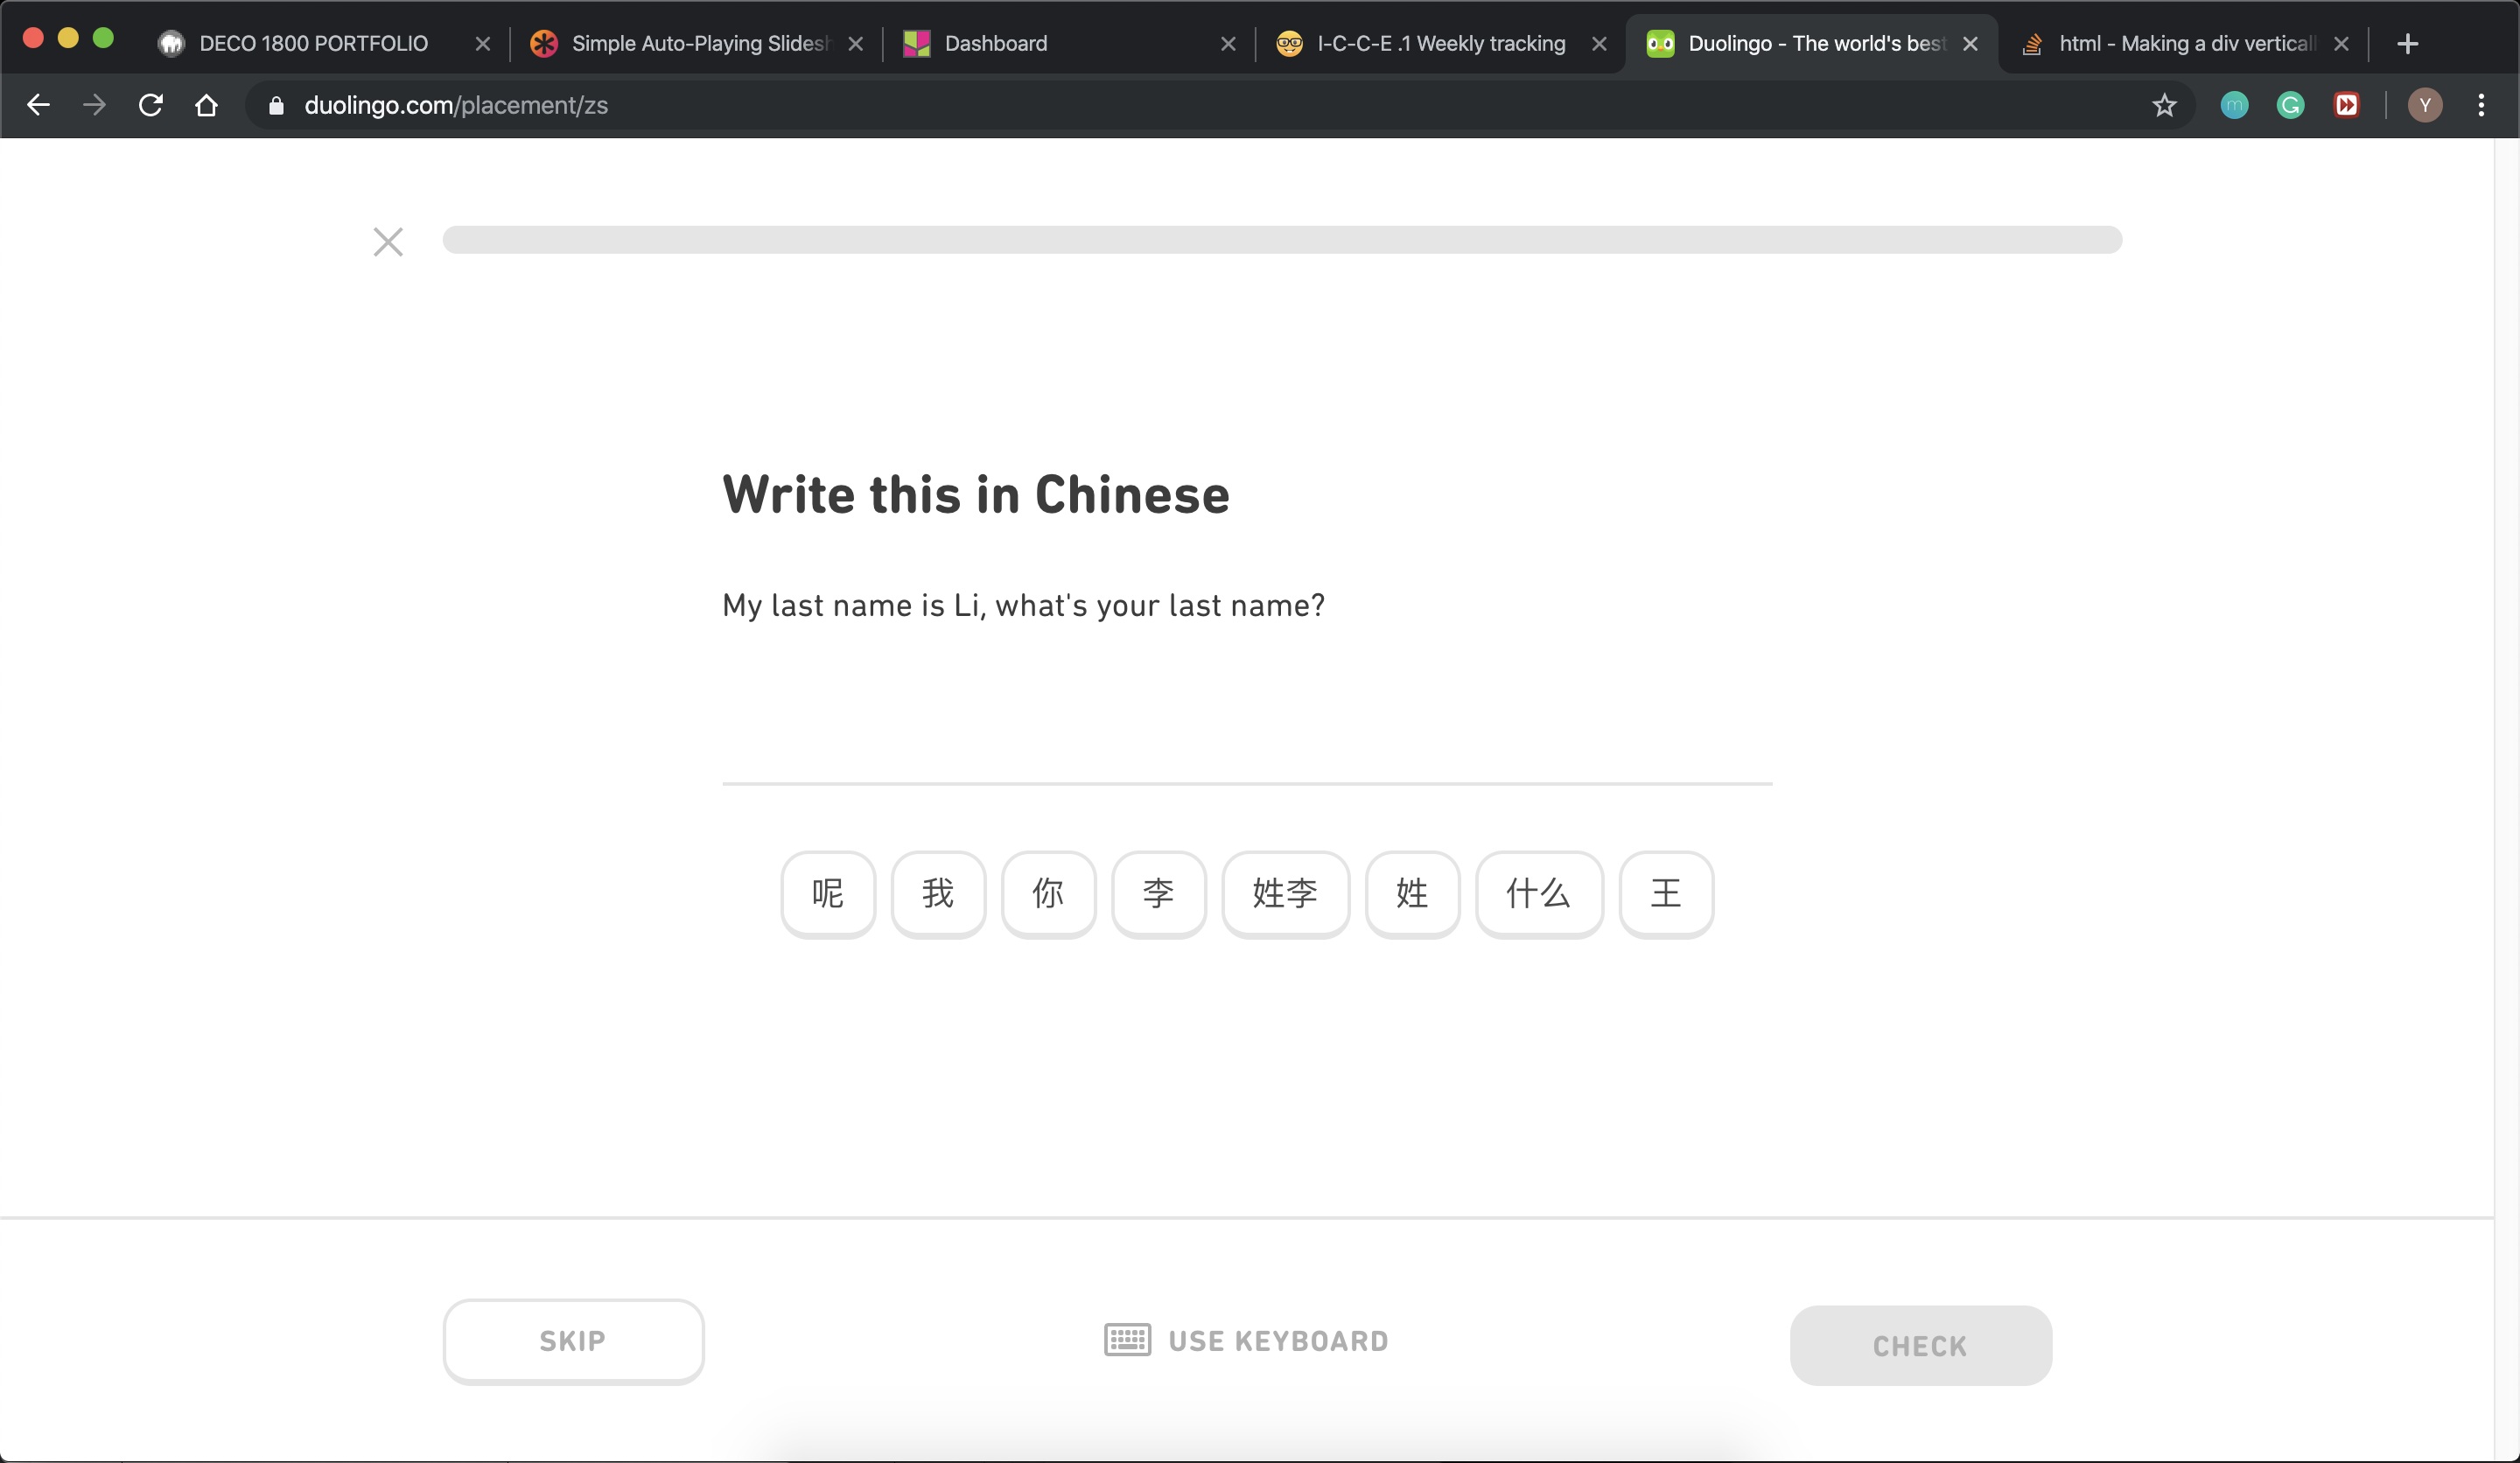 DECO 1800 PORTFOLIO
Simple Auto-Playing Slidesh
Dashboard
I-C-C-E .1 Weekly tracking
Duolingo - The world's best
html - Making a div verticall
duolingo.com/placement/zs
Y
Write this in Chinese
My last name is Li, what's your last name?
呢 我 你 李 姓李 姓 什么 王
SKIP
USE KEYBOARD
CHECK